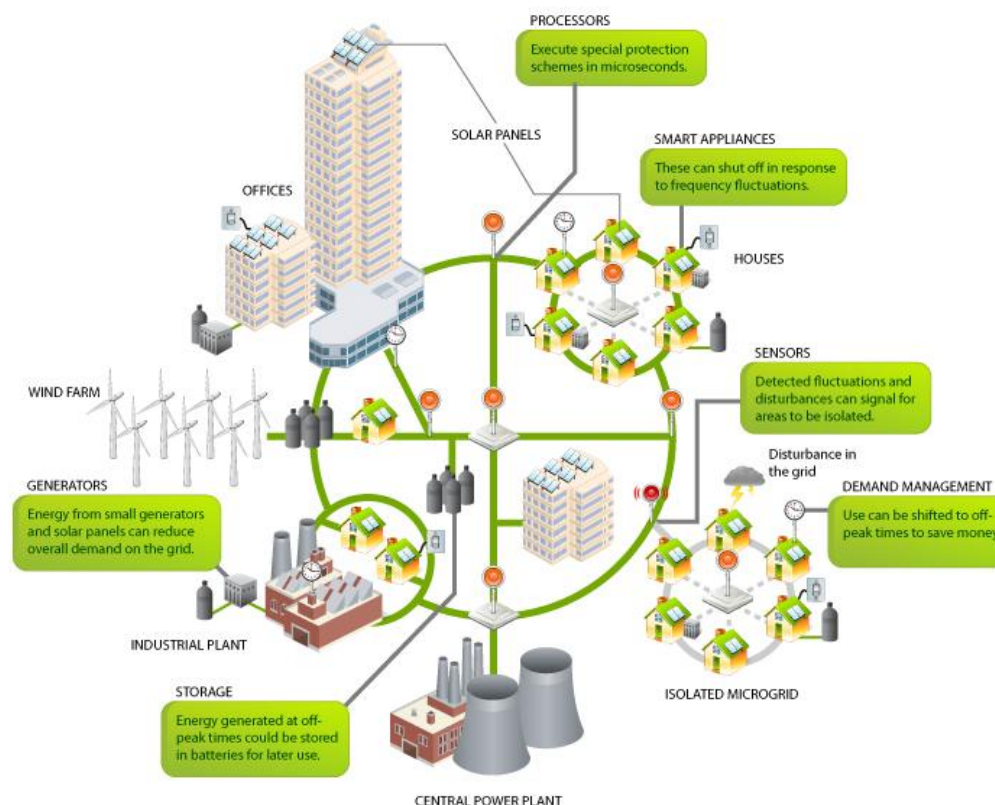 PROCESSORS
Execute special protection
schemes in microseconds.
SOLAR PANELS
SMART APPLIANCES
These can shut off in response
to frequency fluctuations.
OFFICES
HOUSES
SENSORS
Detected fluctuations and
disturbances can signal for
areas to be isolated.
WIND FARM
Disturbance in
the grid
GENERATORS
Energy from small generators
and solar panels can reduce
overall demand on the grid.
DEMAND MANAGEMENT
Use can be shifted to off-
peak times to save money
INDUSTRIAL PLANT
STORAGE
Energy generated at off-
peak times could be stored
in batteries for later use.
ISOLATED MICROGRID
CENTRAL POWER PLANT